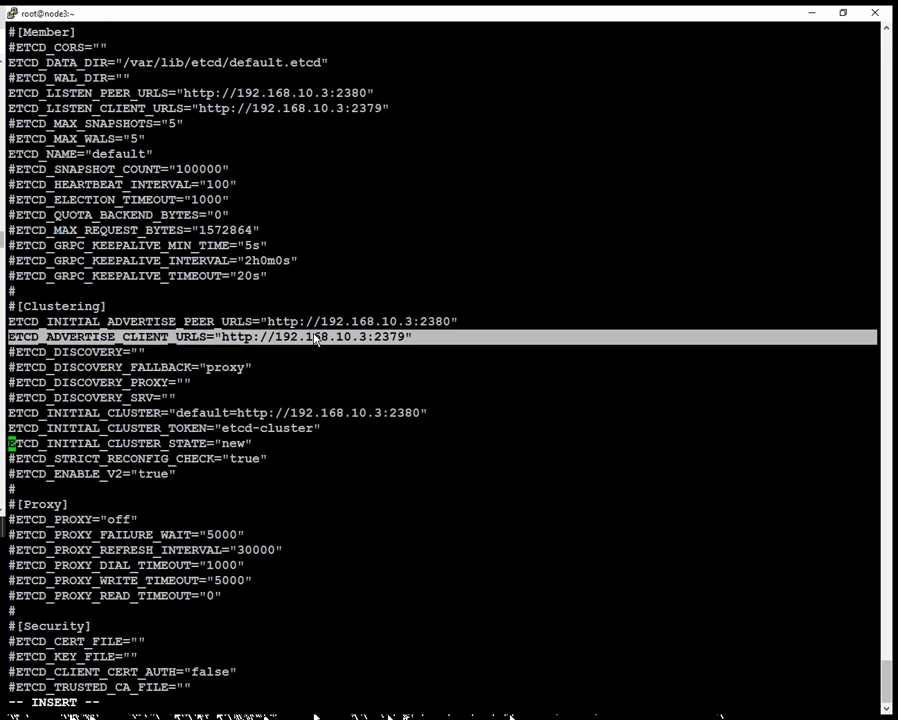 root@node3:~
#[Member]
#ETCD_CORS=""
ETCD_DATA_DIR="/var/lib/etcd/default.etcd"
#ETCD_WAL_DIR=""
ETCD_LISTEN_PEER_URLS="http://192.168.10.3:2380"
ETCD_LISTEN_CLIENT_URLS="http://192.168.10.3:2379"
#ETCD_MAX_SNAPSHOTS="5"
#ETCD_MAX_WALS="5"
ETCD_NAME="default"
#ETCD_SNAPSHOT_COUNT="100000"
#ETCD_HEARTBEAT_INTERVAL="100"
#ETCD_ELECTION_TIMEOUT="1000"
#ETCD_QUOTA_BACKEND_BYTES="0"
#ETCD_MAX_REQUEST_BYTES="1572864"
#ETCD_GRPC_KEEPALIVE_MIN_TIME="5s"
#ETCD_GRPC_KEEPALIVE_INTERVAL="2h0m0s"
#ETCD_GRPC_KEEPALIVE_TIMEOUT="20s"
#
#[Clustering]
ETCD_INITIAL_ADVERTISE_PEER_URLS="http://192.168.10.3:2380"
ETCD_ADVERTISE_CLIENT_URLS="http://192.168.10.3:2379"
#ETCD_DISCOVERY=""
#ETCD_DISCOVERY_FALLBACK="proxy"
#ETCD_DISCOVERY_PROXY=""
#ETCD_DISCOVERY_SRV=""
ETCD_INITIAL_CLUSTER="default=http://192.168.10.3:2380"
ETCD_INITIAL_CLUSTER_TOKEN="etcd-cluster"
ETCD_INITIAL_CLUSTER_STATE="new"
#ETCD_STRICT_RECONFIG_CHECK="true"
#ETCD_ENABLE_V2="true"
#
#[Proxy]
#ETCD_PROXY="off"
#ETCD_PROXY_FAILURE_WAIT="5000"
#ETCD_PROXY_REFRESH_INTERVAL="30000"
#ETCD_PROXY_DIAL_TIMEOUT="1000"
#ETCD_PROXY_WRITE_TIMEOUT="5000"
#ETCD_PROXY_READ_TIMEOUT="0"
#
#[Security]
#ETCD_CERT_FILE=""
#ETCD_KEY_FILE=""
#ETCD_CLIENT_CERT_AUTH="false"
#ETCD_TRUSTED_CA_FILE=""
-- INSERT --